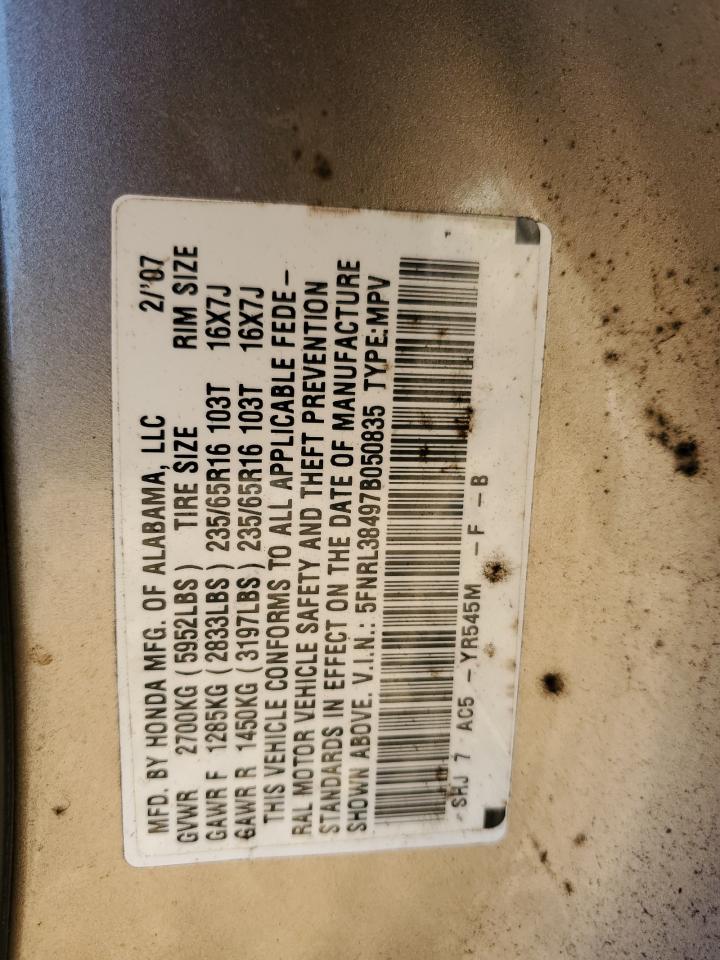 MFD. BY HONDA MFG. OF ALABAMA, LLC 2/'07
GVWR 2700KG (5952LBS) TIRE SIZE RIM SIZE
GAWR F 1285KG (2833LBS) 235/65R16 103T 16X7J
GAWR R 1450KG (3197LBS) 235/65R16 103T 16X7J
THIS VEHICLE CONFORMS TO ALL APPLICABLE FEDE-
RAL MOTOR VEHICLE SAFETY AND THEFT PREVENTION
STANDARDS IN EFFECT ON THE DATE OF MANUFACTURE
SHOWN ABOVE. V.I.N.: 5FNRL38497B050835 TYPE:MPV
SHJ 7 AC5 - YR545M - F - B